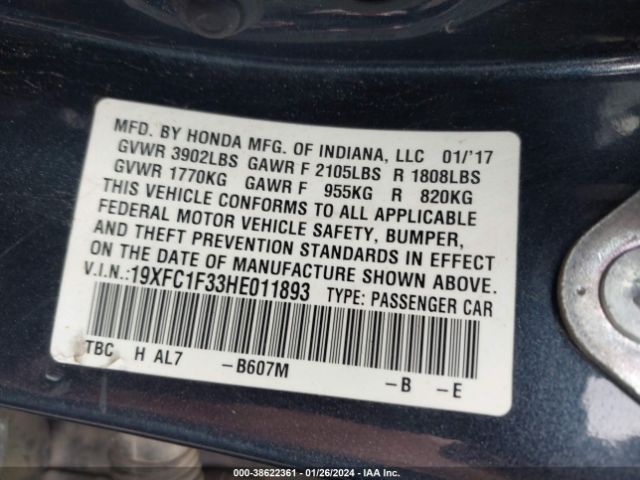 MFD. BY HONDA MFG. OF INDIANA, LLC 01/'17
GVWR 3902LBS GAWR F 2105LBS R 1808LBS
GVWR 1770KG GAWR F 955KG R 820KG
THIS VEHICLE CONFORMS TO ALL APPLICABLE
FEDERAL MOTOR VEHICLE SAFETY, BUMPER,
AND THEFT PREVENTION STANDARDS IN EFFECT
ON THE DATE OF MANUFACTURE SHOWN ABOVE.
V.I.N.:19XFC1F33HE011893 TYPE: PASSENGER CAR
TBC H AL7 –B607M –B –E
000-38622361 - 01/26/2024 - IAA Inc.